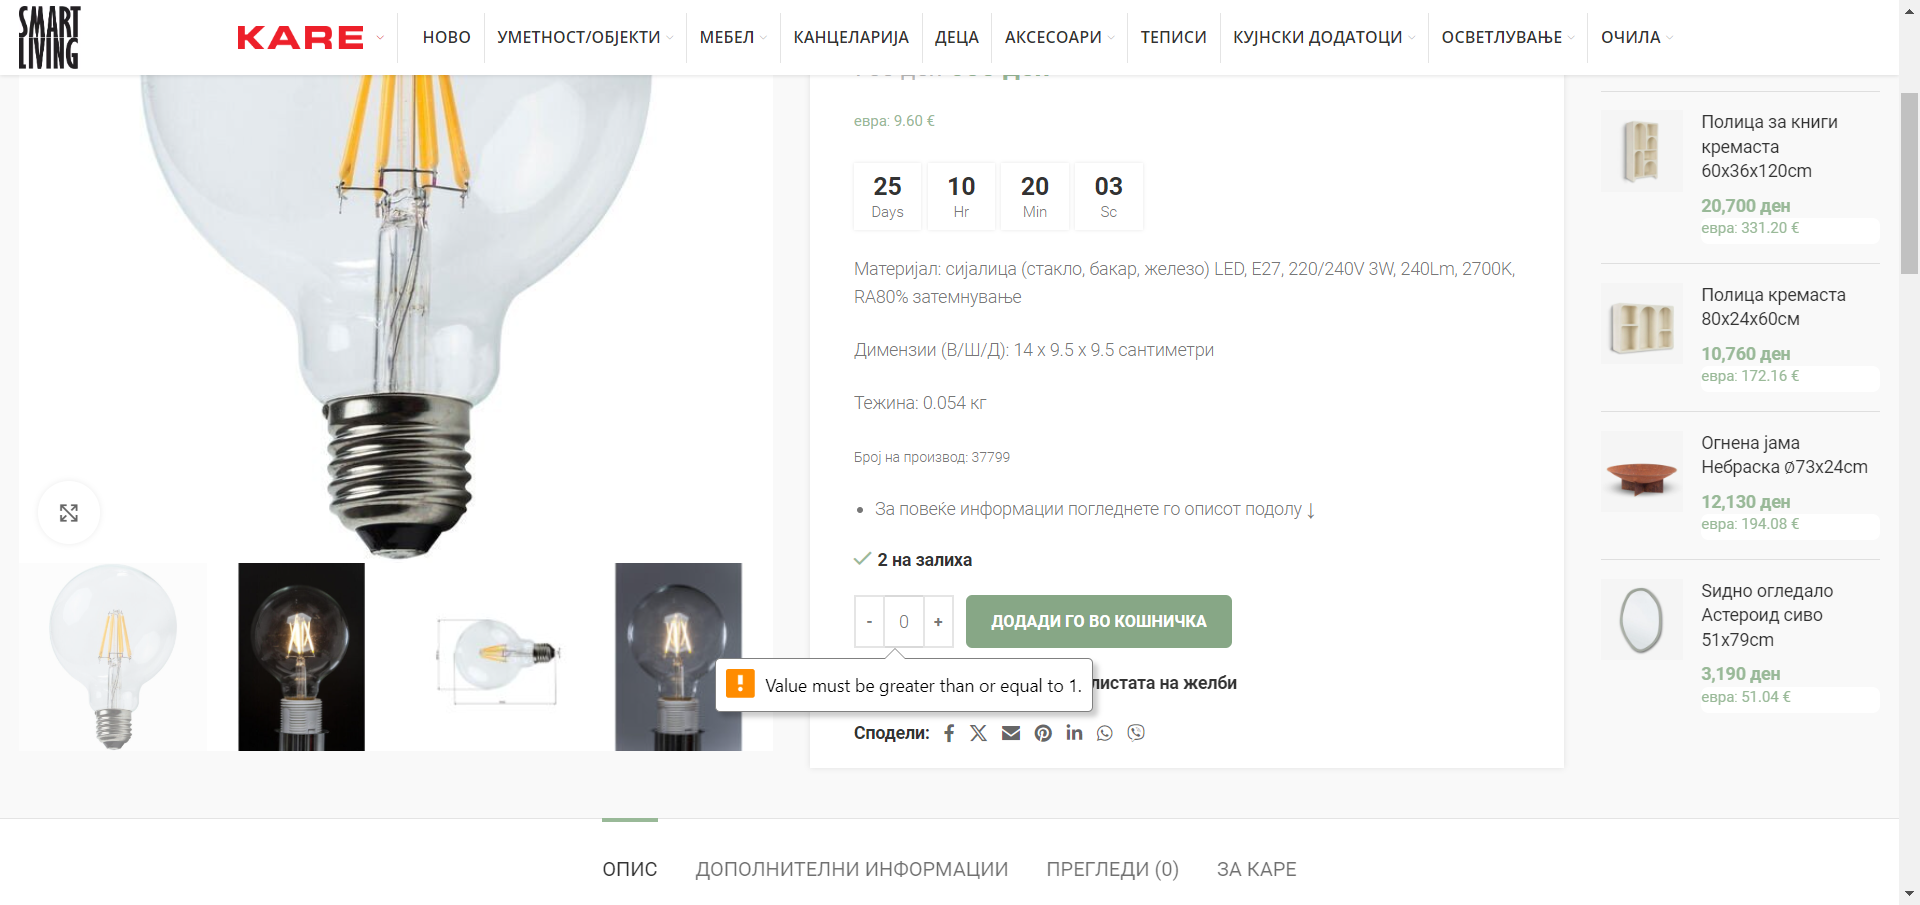 SMART
LIVING
KARE
НОВО
УМЕТНОСТ/ОБЈЕКТИ
МЕБЕЛ
КАНЦЕЛАРИЈА
ДЕЦА
АКСЕСОАРИ
ТЕПИСИ
КУЈНСКИ ДОДАТОЦИ
ОСВЕТЛУВАЊЕ
ОЧИЛА
евра: 9.60 €
25
Days
10
Hr
20
Min
03
Sc
Материјал: сијалица (стакло, бакар, железо) LED, E27, 220/240V 3W, 240Lm, 2700K,
RA80% затемнување
Димензии (В/Ш/Д): 14 x 9.5 x 9.5 сантиметри
Тежина: 0.054 кг
Број на производ: 37799
• За повеќе информации погледнете го описот подолу ↓
2 на залиха
- 0 +
ДОДАДИ ГО ВО КОШНИЧКА
Value must be greater than or equal to 1.
листата на желби
Сподели:
Полица за книги
кремаста
60x36x120cm
20,700 ден
евра: 331.20 €
Полица кремаста
80x24x60см
10,760 ден
евра: 172.16 €
Огнена јама
Небраска ∅73x24cm
12,130 ден
евра: 194.08 €
Ѕидно огледало
Астероид сиво
51x79cm
3,190 ден
евра: 51.04 €
ОПИС
ДОПОЛНИТЕЛНИ ИНФОРМАЦИИ
ПРЕГЛЕДИ (0)
ЗА КАРЕ